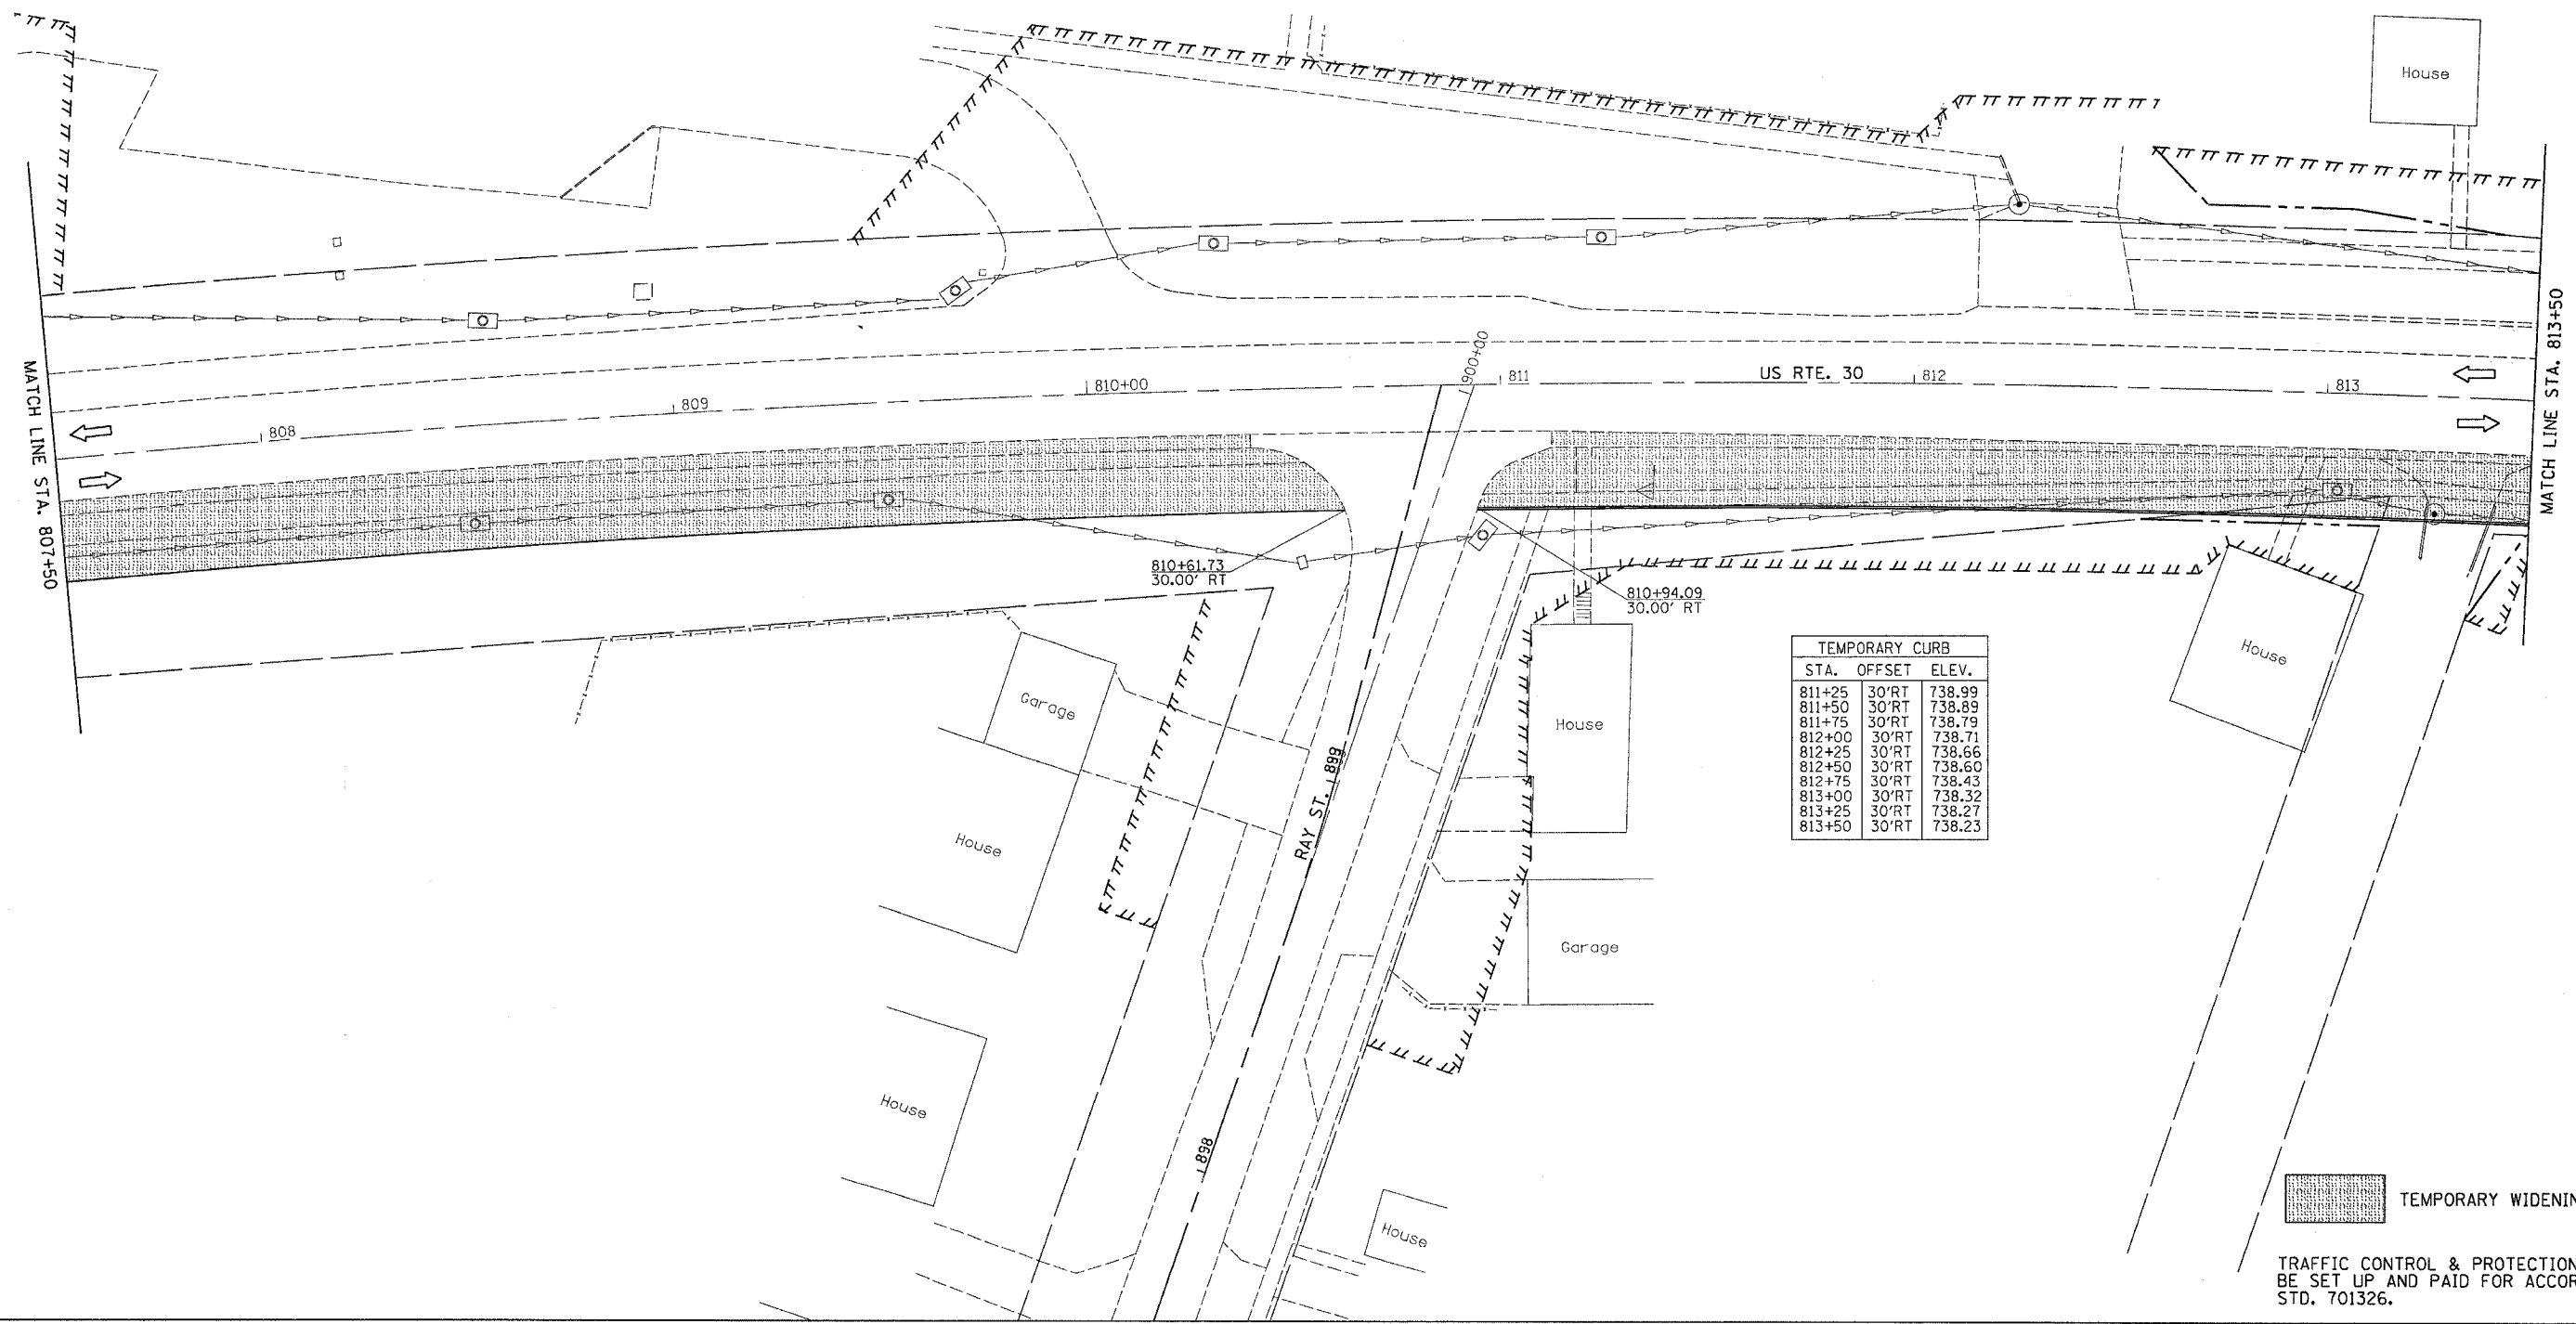 House
MATCH LINE STA. 807+50
MATCH LINE STA. 813+50
808
809
810+00
900+00
811
US RTE. 30
812
813
810+61.73
30.00' RT
810+94.09
30.00' RT
TEMPORARY CURB
STA. OFFSET ELEV.
811+25 30'RT 738.99
811+50 30'RT 738.89
811+75 30'RT 738.79
812+00 30'RT 738.71
812+25 30'RT 738.66
812+50 30'RT 738.60
812+75 30'RT 738.43
813+00 30'RT 738.32
813+25 30'RT 738.27
813+50 30'RT 738.23
House
Garage
House
House
RAY ST.
899
Garage
House
898
House
TEMPORARY WIDENIN
TRAFFIC CONTROL & PROTECTION
BE SET UP AND PAID FOR ACCOR
STD. 701326.